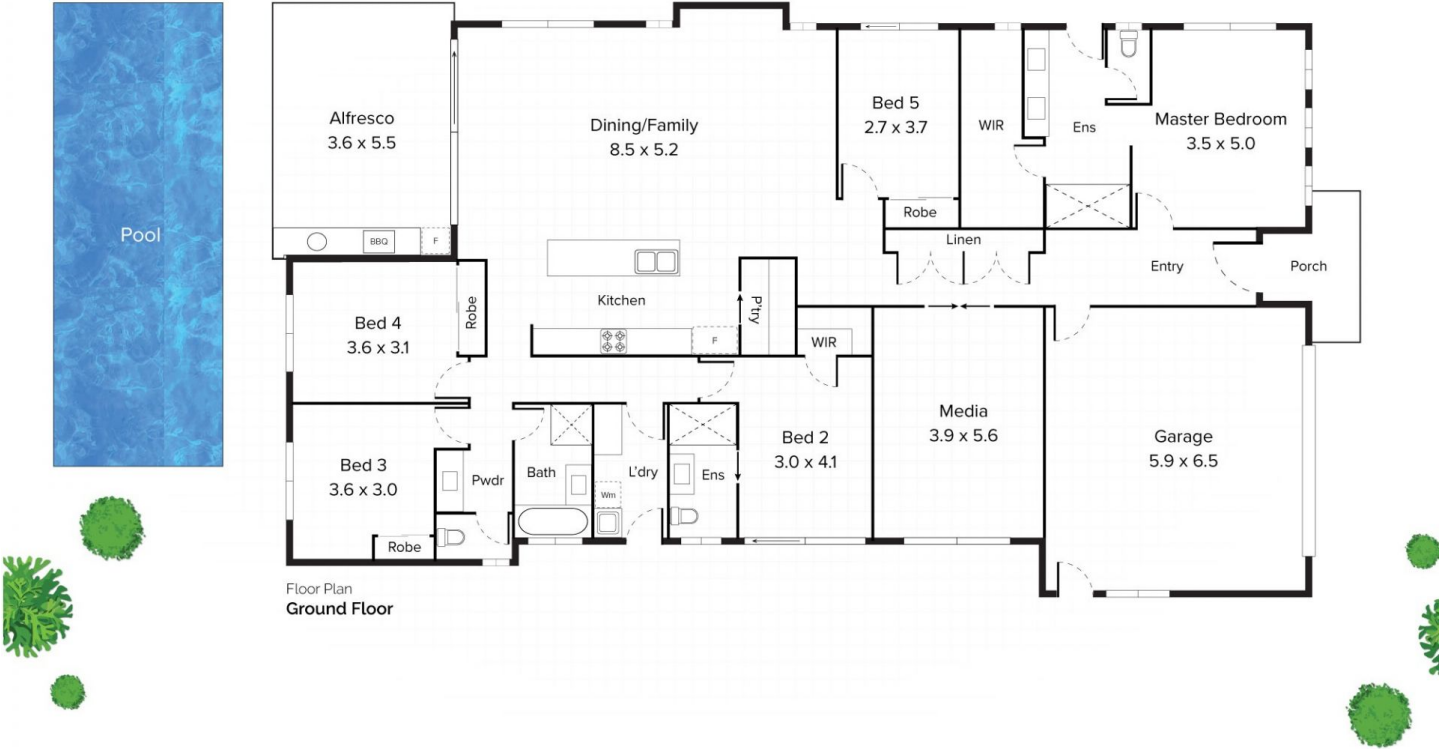 Pool
Alfresco
3.6 x 5.5
BBQ
F
Dining/Family
8.5 x 5.2
Bed 5
2.7 x 3.7
Robe
WIR
Ens
Master Bedroom
3.5 x 5.0
Linen
Entry
Porch
Kitchen
F
P'try
WIR
Bed 4
3.6 x 3.1
Robe
Bed 3
3.6 x 3.0
Robe
Pwdr
Bath
L'dry
Wm
Ens
Bed 2
3.0 x 4.1
Media
3.9 x 5.6
Garage
5.9 x 6.5
Floor Plan
Ground Floor